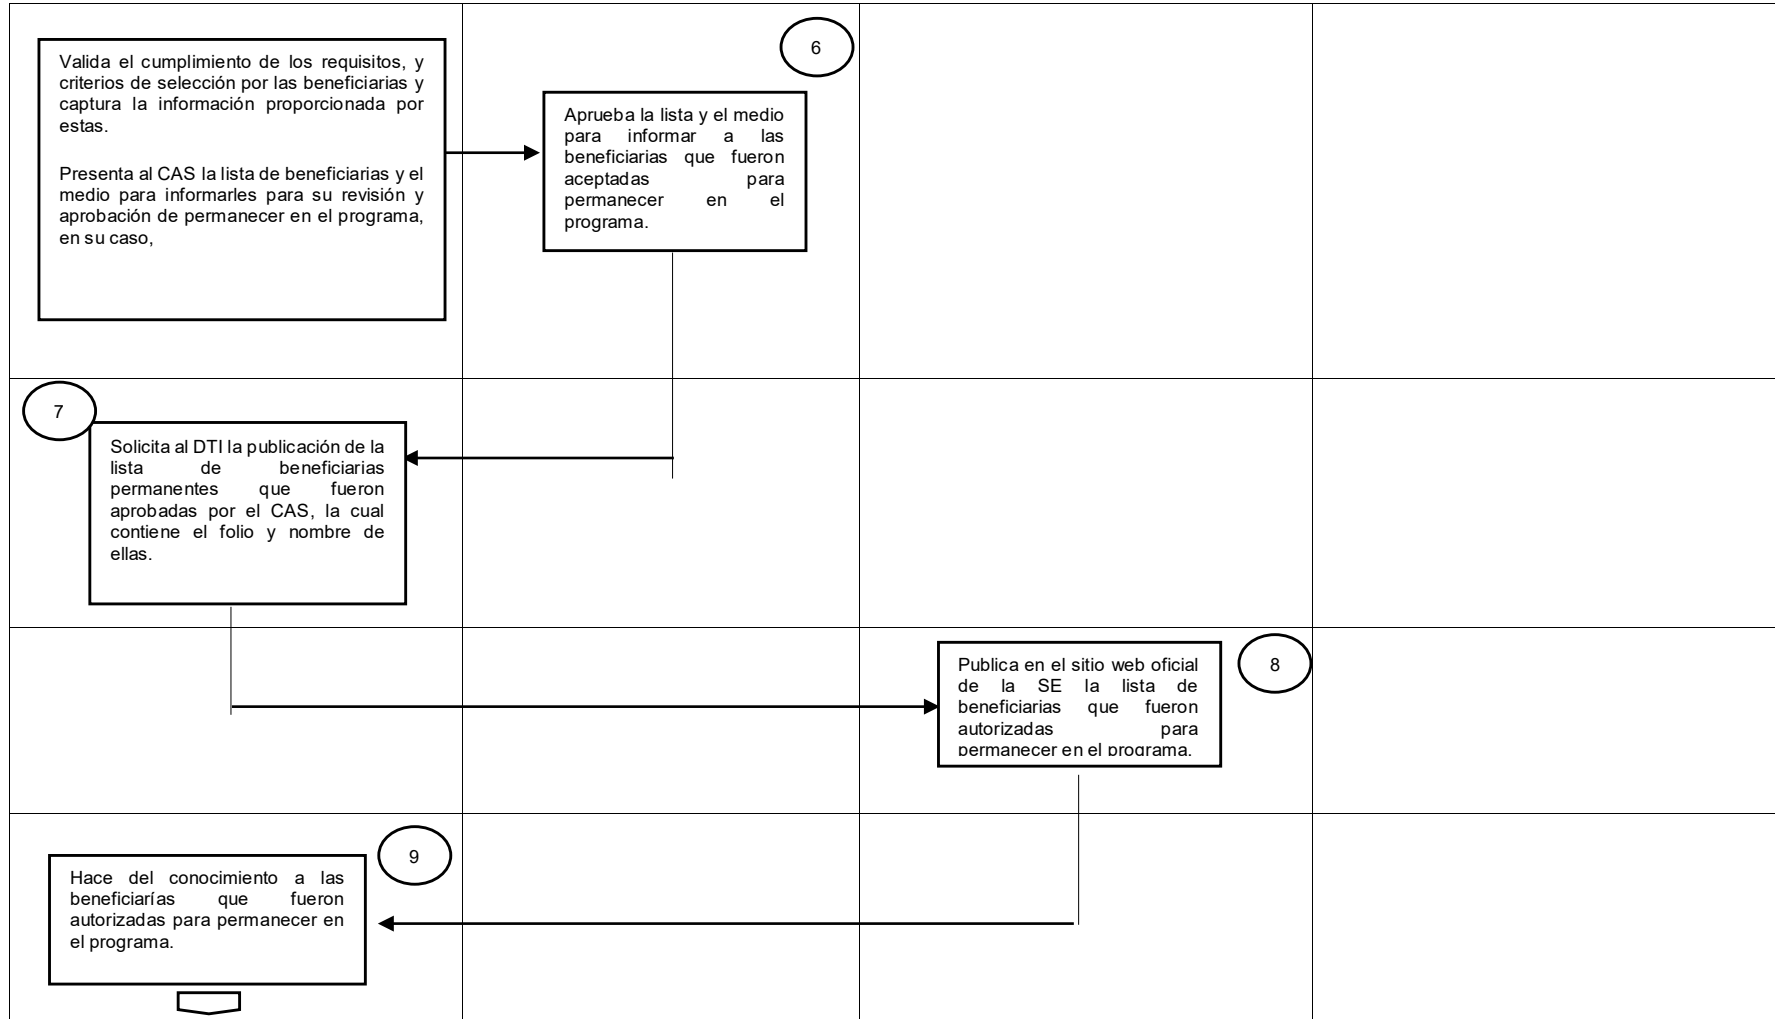 Valida el cumplimiento de los requisitos, y
criterios de selección por las beneficiarias y
captura la información proporcionada por
estas.
Presenta al CAS la lista de beneficiarias y el
medio para informarles para su revisión y
aprobación de permanecer en el programa,
en su caso,
6
Aprueba la lista y el medio
para informar a las
beneficiarias que fueron
aceptadas para
permanecer en el
programa.
7
Solicita al DTI la publicación de la
lista de beneficiarias
permanentes que fueron
aprobadas por el CAS, la cual
contiene el folio y nombre de
ellas.
Publica en el sitio web oficial
de la SE la lista de
beneficiarias que fueron
autorizadas para
permanecer en el programa.
8
9
Hace del conocimiento a las
beneficiarías que fueron
autorizadas para permanecer en
el programa.